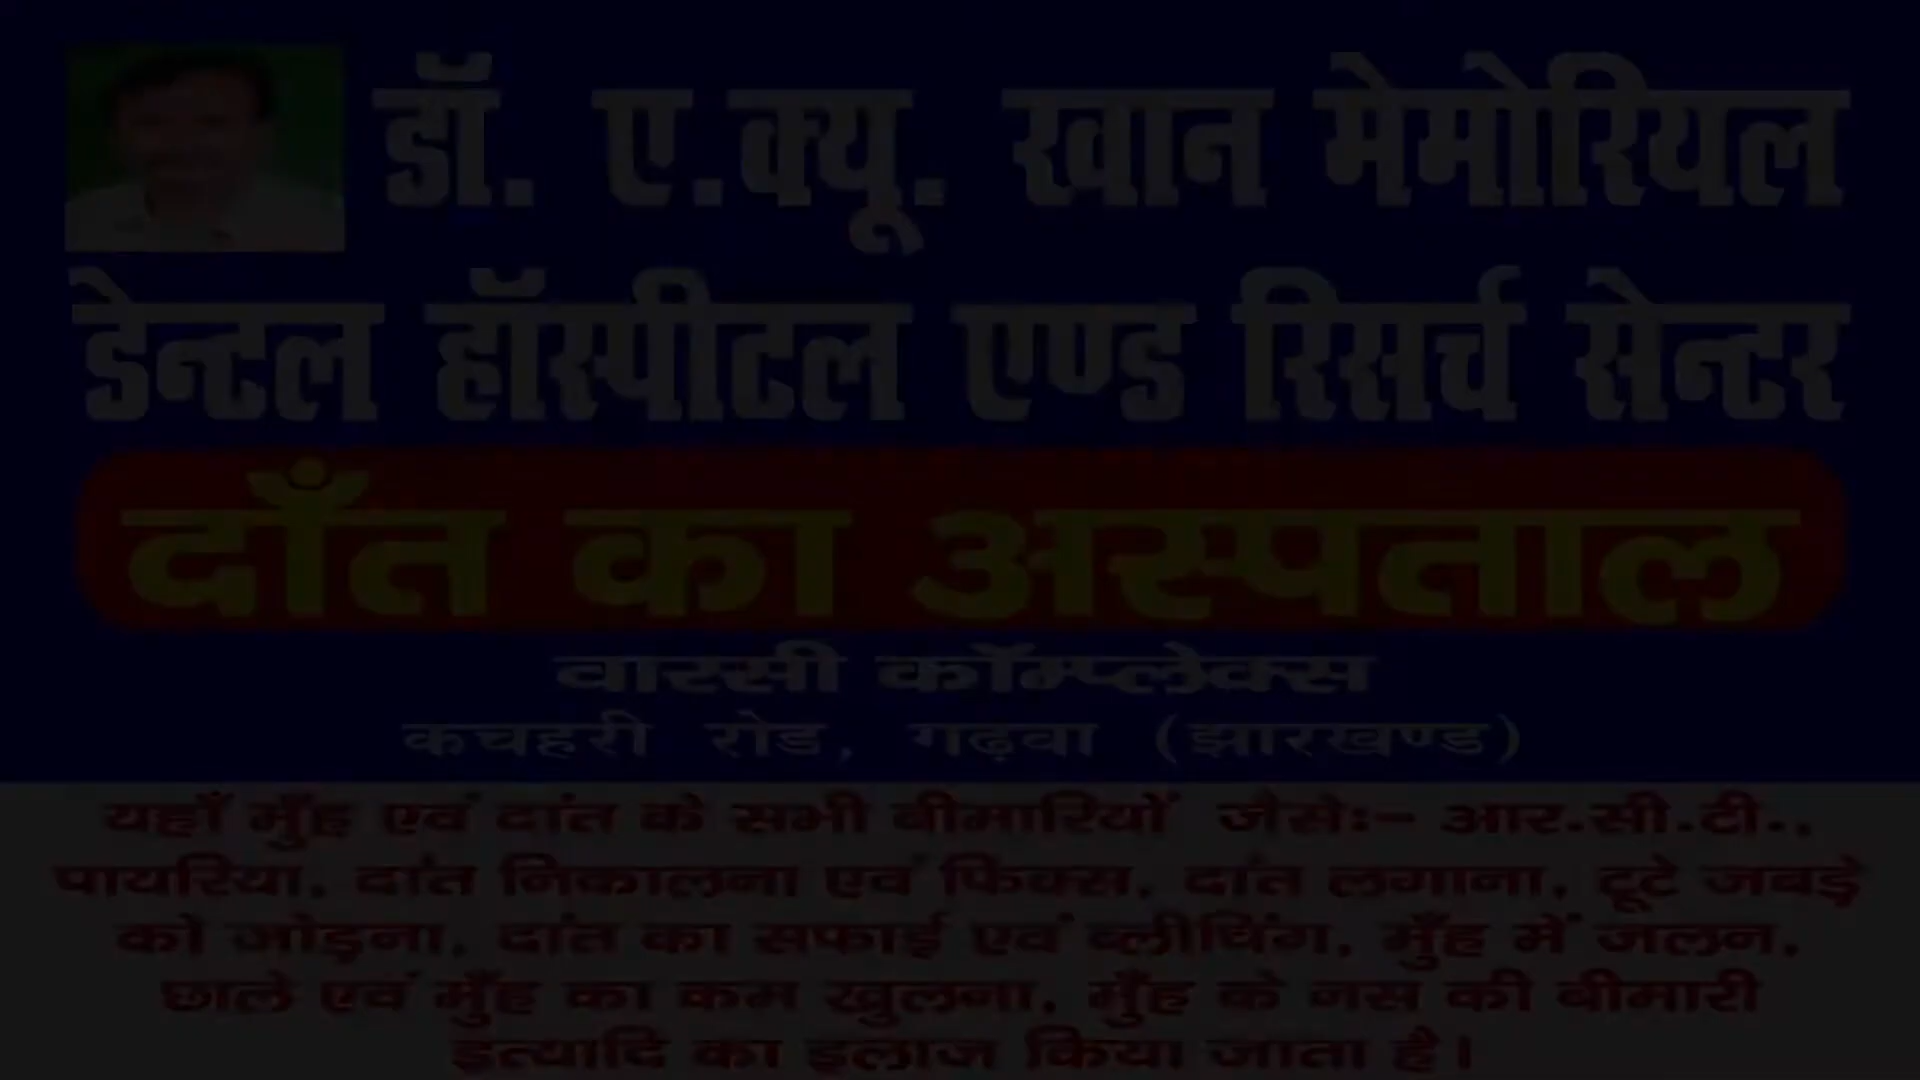 डॉ. ए.क्यू. खान मेमोरियल
डेन्टल हॉस्पीटल एण्ड रिसर्च सेन्टर
दाँत का अस्पताल
वारसी कॉम्प्लेक्स
कचहरी रोड, गढ़वा (झारखण्ड)
यहाँ मुँह एवं दांत के सभी बीमारियों जैसेः- आर.सी.टी.,
पायरिया, दांत निकालना एवं फिक्स, दांत लगाना, टूटे जबड़े
को जोड़ना, दांत का सफाई एवं ब्लीचिंग, मुँह में जलन,
छाले एवं मुँह का कम खुलना, मुँह के नस की बीमारी
इत्यादि का इलाज किया जाता है।